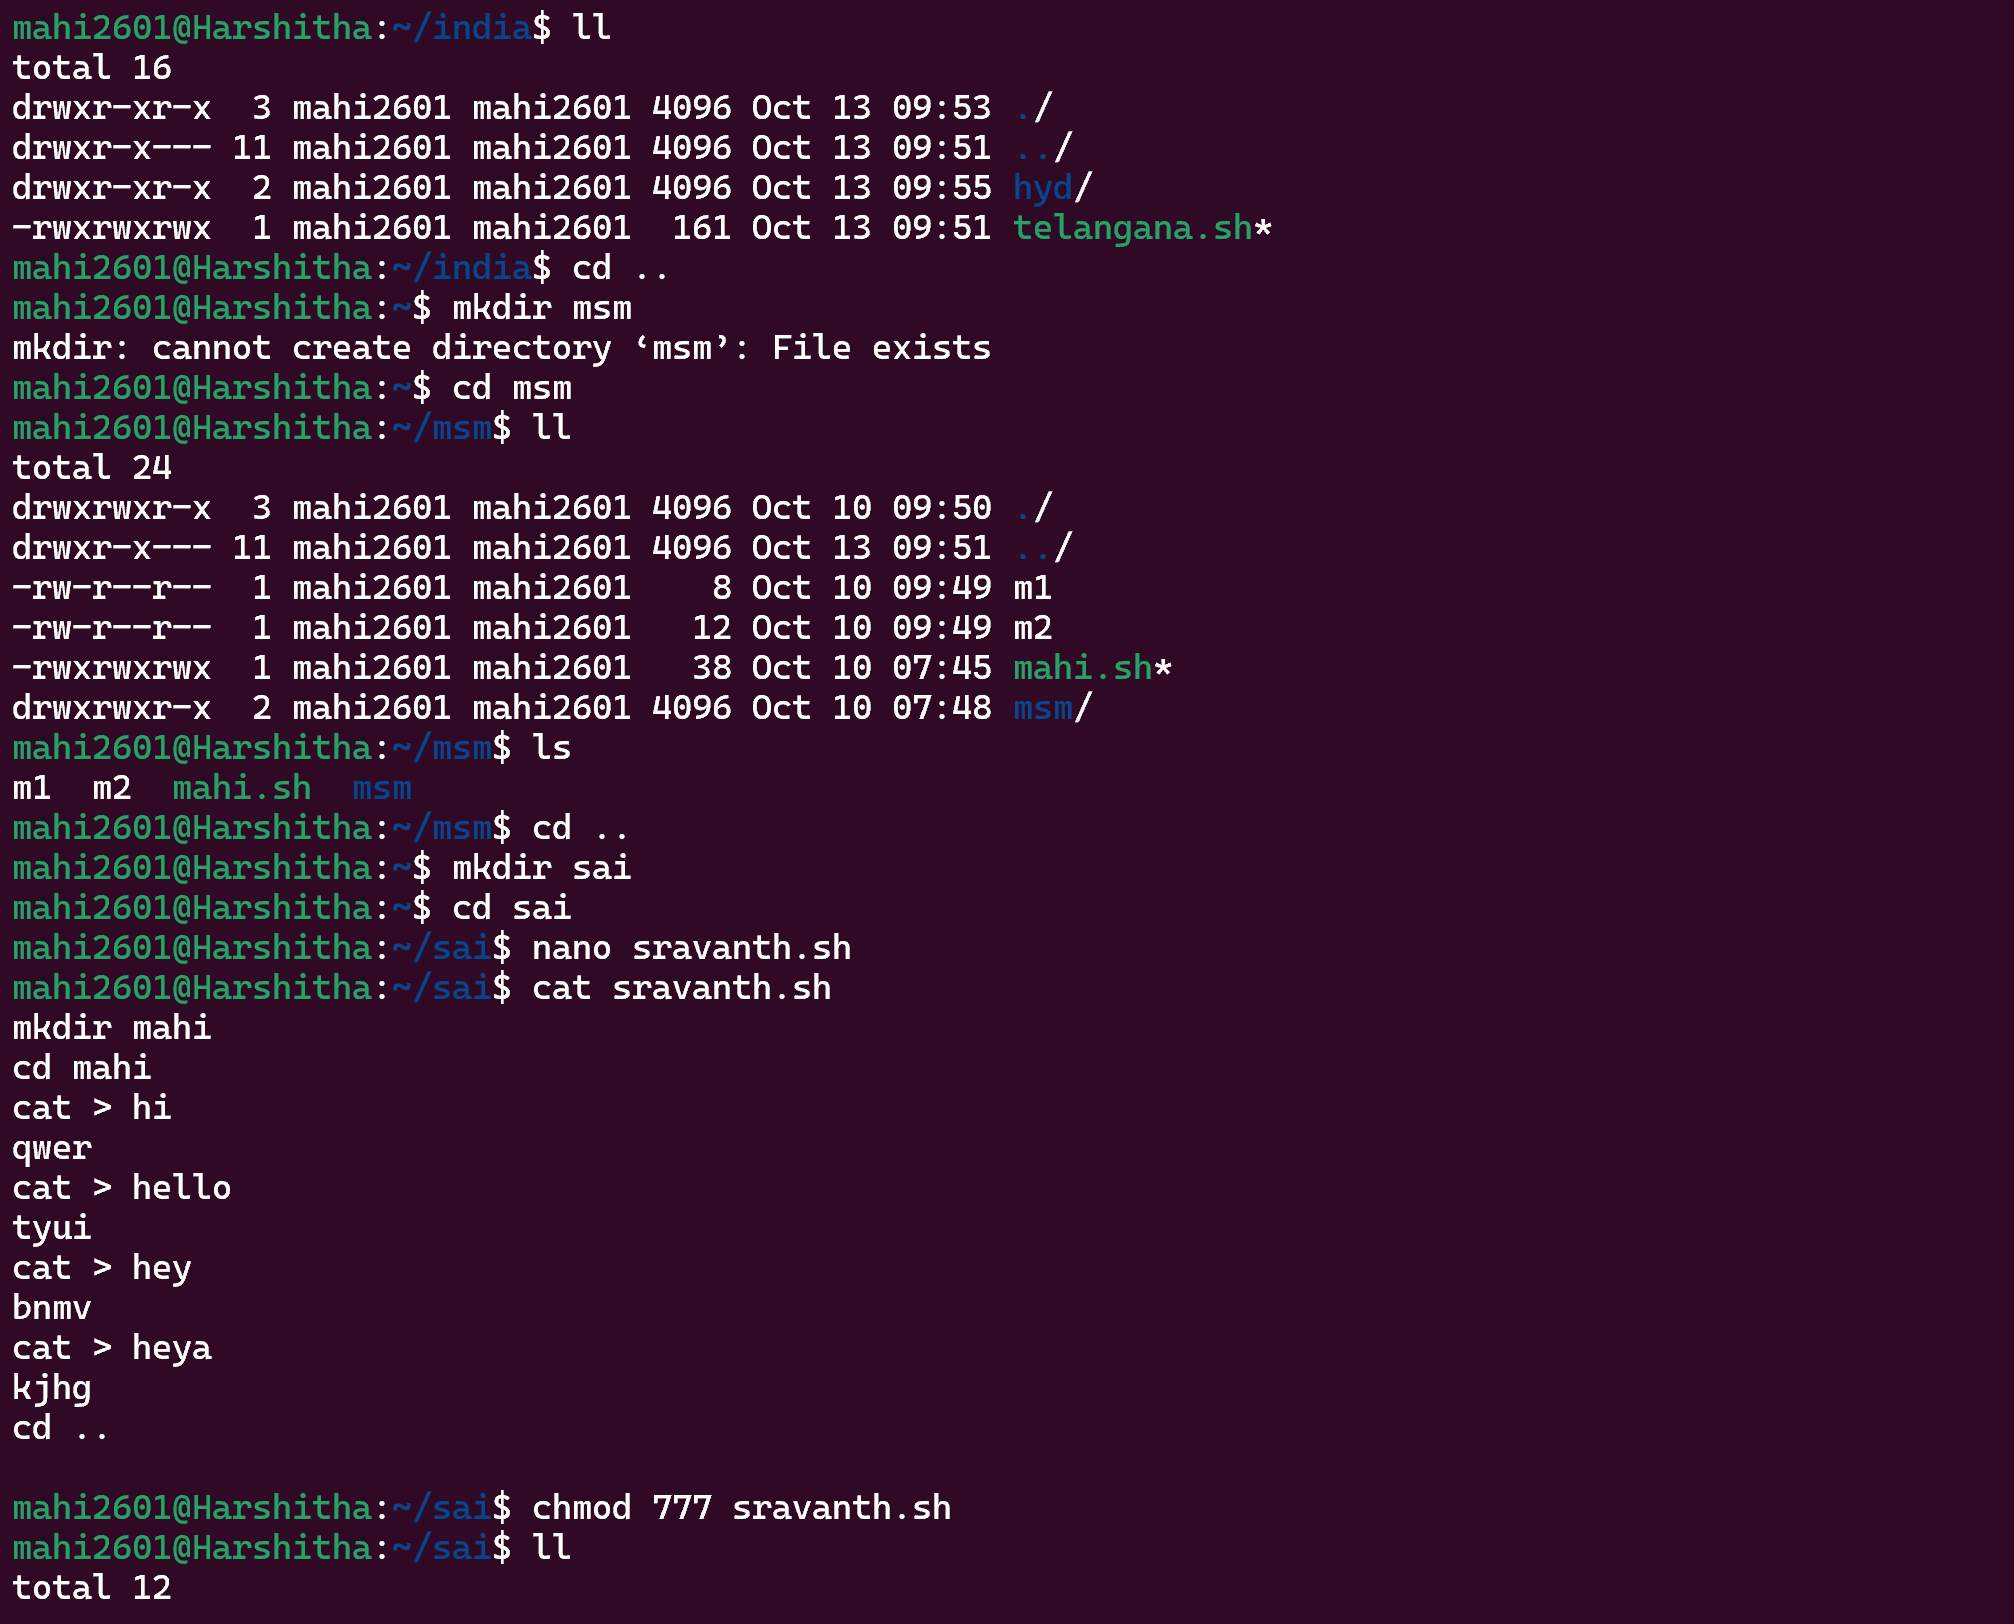 mahi2601@Harshitha:~/india$ ll
total 16
drwxr-xr-x  3 mahi2601 mahi2601 4096 Oct 13 09:53 ./
drwxr-x--- 11 mahi2601 mahi2601 4096 Oct 13 09:51 ../
drwxr-xr-x  2 mahi2601 mahi2601 4096 Oct 13 09:55 hyd/
-rwxrwxrwx  1 mahi2601 mahi2601  161 Oct 13 09:51 telangana.sh*
mahi2601@Harshitha:~/india$ cd ..
mahi2601@Harshitha:~$ mkdir msm
mkdir: cannot create directory ‘msm’: File exists
mahi2601@Harshitha:~$ cd msm
mahi2601@Harshitha:~/msm$ ll
total 24
drwxrwxr-x  3 mahi2601 mahi2601 4096 Oct 10 09:50 ./
drwxr-x--- 11 mahi2601 mahi2601 4096 Oct 13 09:51 ../
-rw-r--r--  1 mahi2601 mahi2601    8 Oct 10 09:49 m1
-rw-r--r--  1 mahi2601 mahi2601   12 Oct 10 09:49 m2
-rwxrwxrwx  1 mahi2601 mahi2601   38 Oct 10 07:45 mahi.sh*
drwxrwxr-x  2 mahi2601 mahi2601 4096 Oct 10 07:48 msm/
mahi2601@Harshitha:~/msm$ ls
m1  m2  mahi.sh  msm
mahi2601@Harshitha:~/msm$ cd ..
mahi2601@Harshitha:~$ mkdir sai
mahi2601@Harshitha:~$ cd sai
mahi2601@Harshitha:~/sai$ nano sravanth.sh
mahi2601@Harshitha:~/sai$ cat sravanth.sh
mkdir mahi
cd mahi
cat > hi
qwer
cat > hello
tyui
cat > hey
bnmv
cat > heya
kjhg
cd ..

mahi2601@Harshitha:~/sai$ chmod 777 sravanth.sh
mahi2601@Harshitha:~/sai$ ll
total 12